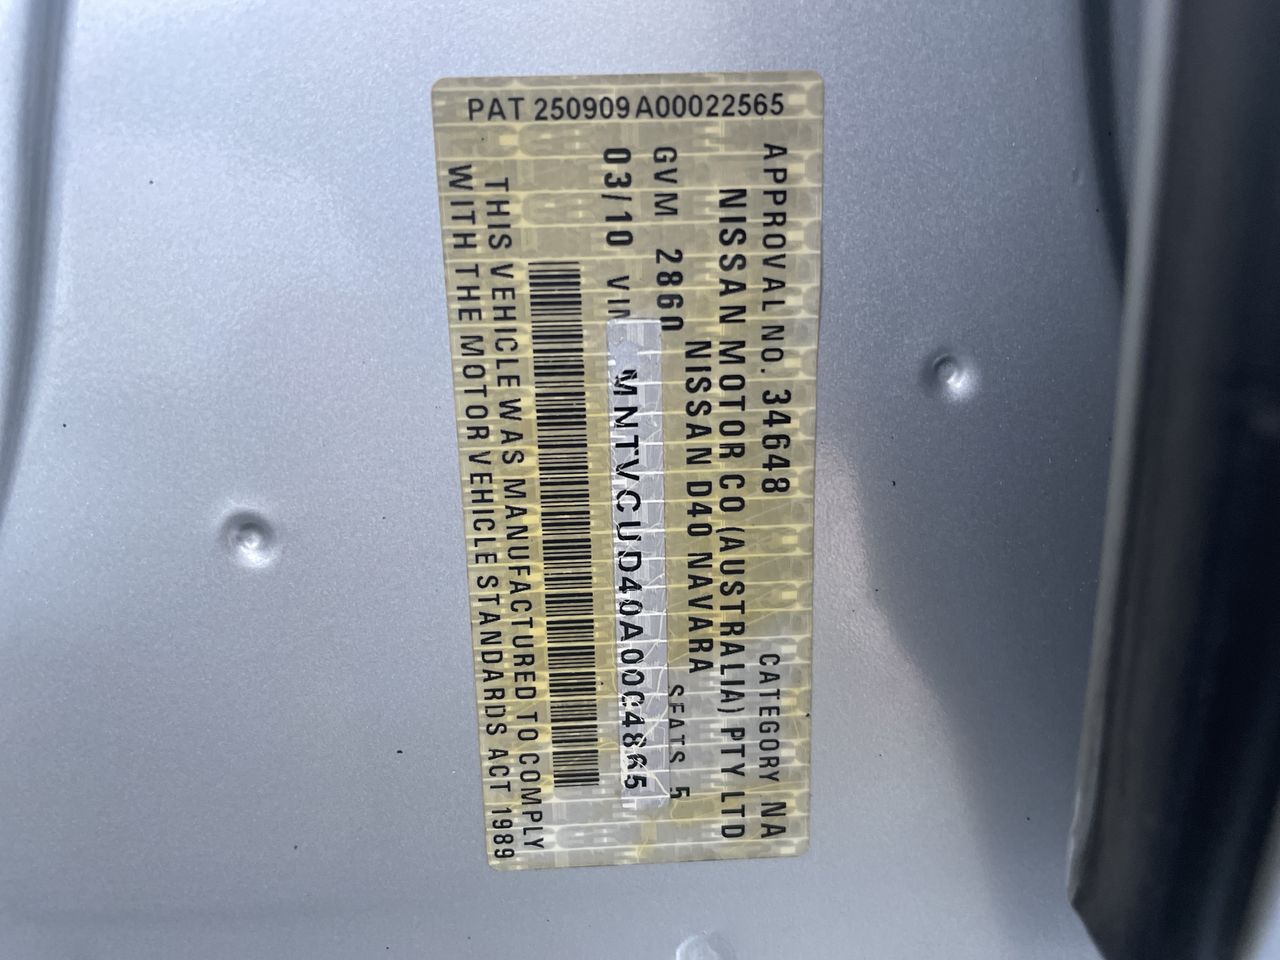 PAT 250909A00022565
APPROVAL NO. 34648 CATEGORY NA
NISSAN MOTOR CO (AUSTRALIA) PTY LTD
NISSAN D40 NAVARA
GVM 2860 SEATS 5
03/10 VIN MNTVCUD40A0004865
THIS VEHICLE WAS MANUFACTURED TO COMPLY
WITH THE MOTOR VEHICLE STANDARDS ACT 1989